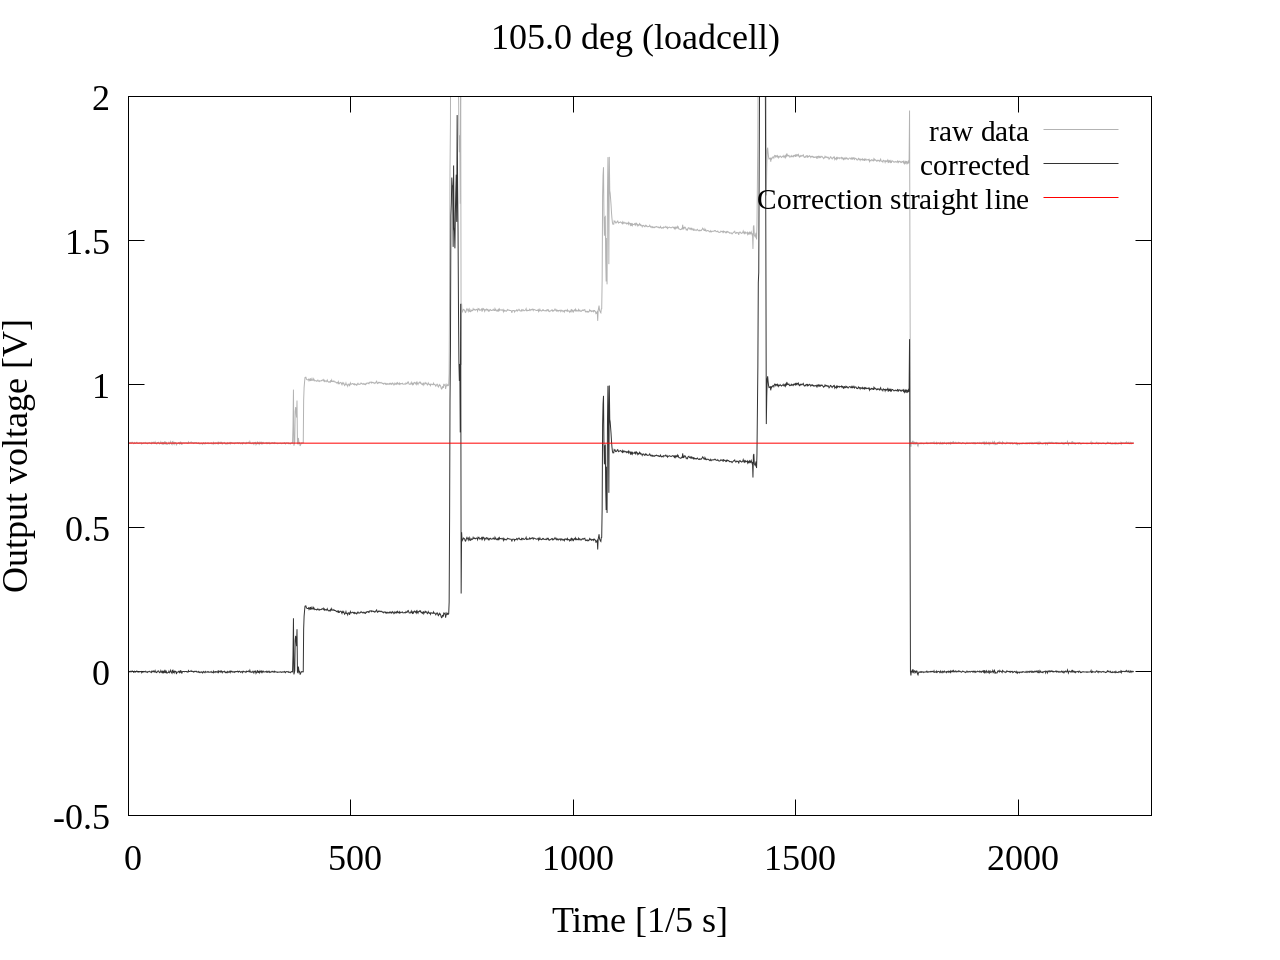 105.0 deg (loadcell)
2
1.5
1
0.5
0
-0.5
Output voltage [V]
raw data
corrected
Correction straight line
0 500 1000 1500 2000
Time [1/5 s]